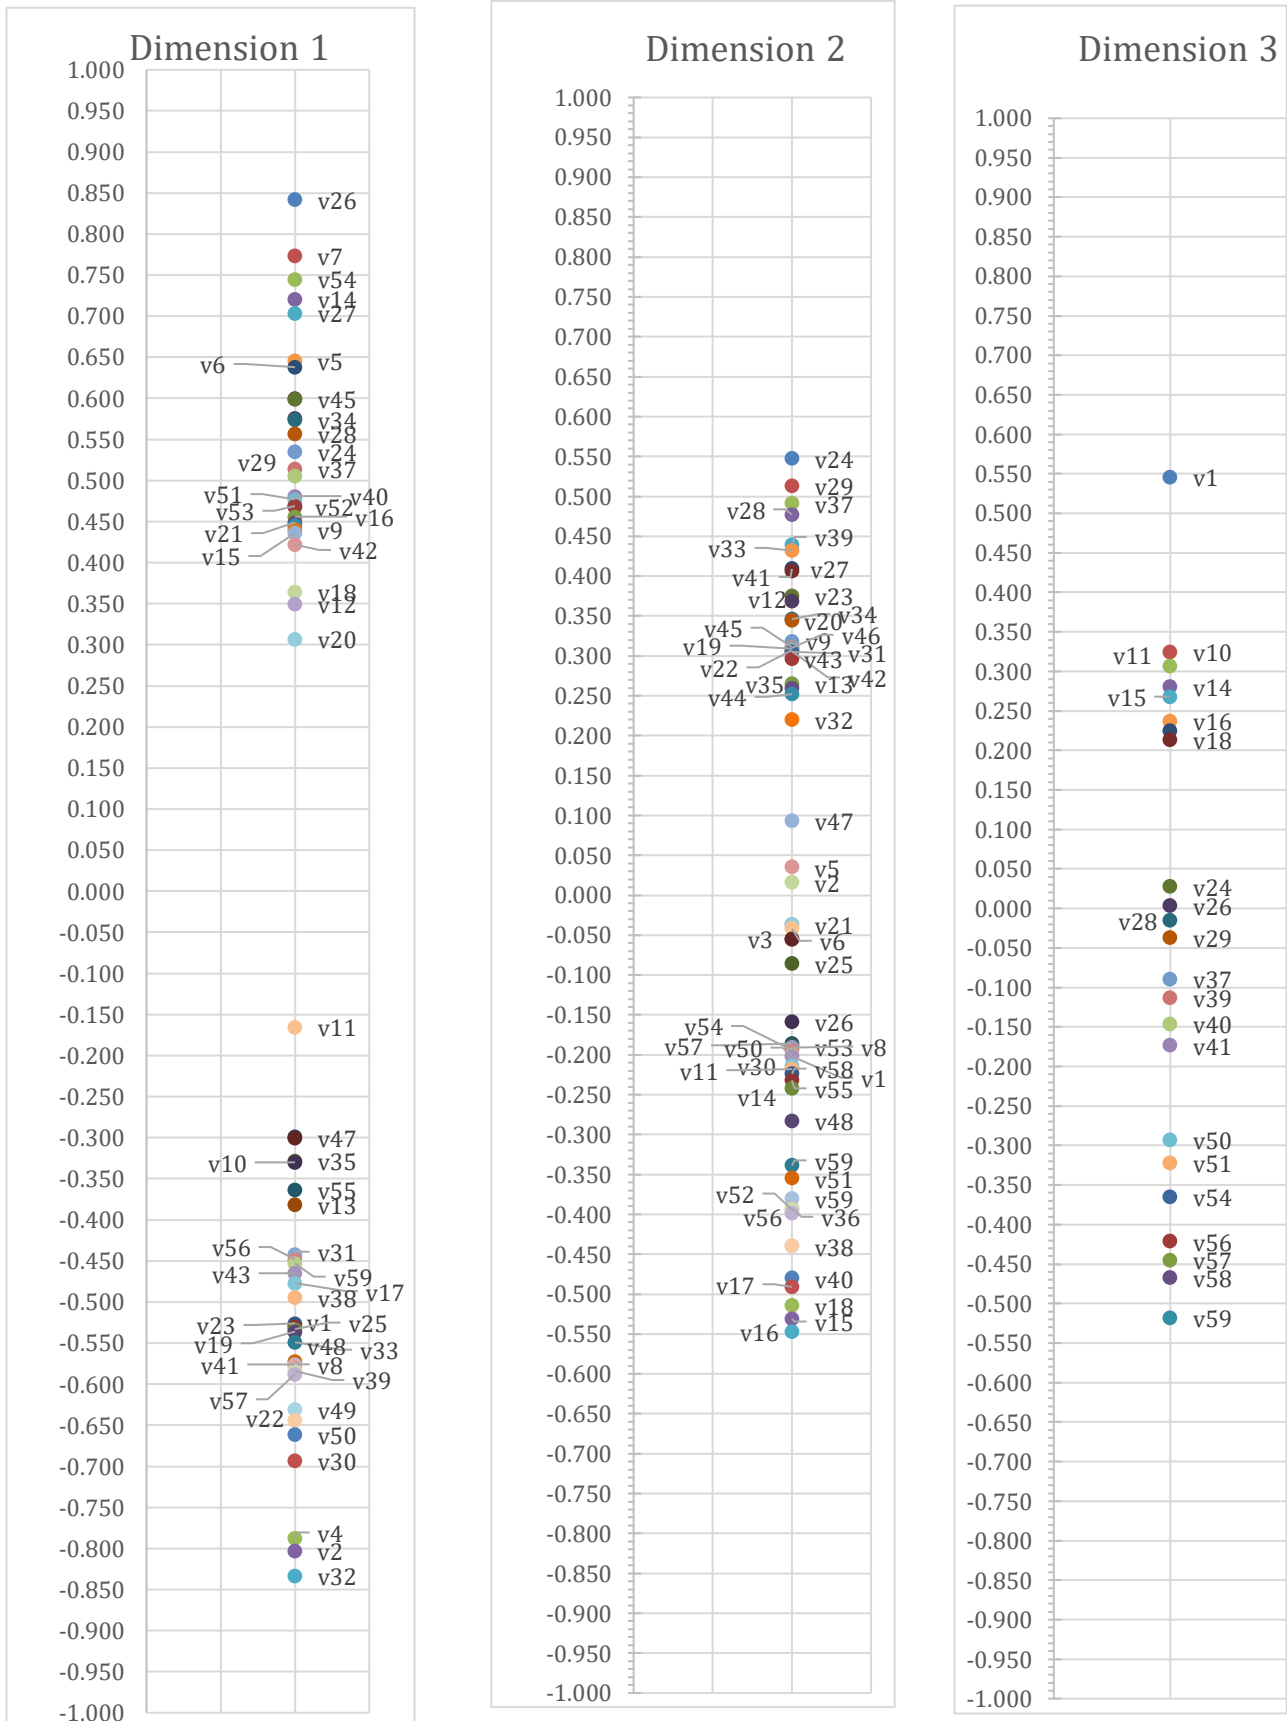 Dimension 1
1.000
0.950
0.900
0.850
0.800
0.750
0.700
0.650
0.600
0.550
0.500
0.450
0.400
0.350
0.300
0.250
0.200
0.150
0.100
0.050
0.000
-0.050
-0.100
-0.150
-0.200
-0.250
-0.300
-0.350
-0.400
-0.450
-0.500
-0.550
-0.600
-0.650
-0.700
-0.750
-0.800
-0.850
-0.900
-0.950
-1.000
v26
v7
v54
v14
v27
v6 v5
v45
v34
v28
v24
v29 v37
v51 v40
v53 v52 v16
v21 v9
v15 v42
v18
v12
v20
v11
v47
v10 v35
v55
v13
v56 v31
v43 v59
v17
v38
v23 v1 v25
v19 v48 v33
v41 v8
v39
v57
v22 v49
v50
v30
v4
v2
v32
Dimension 2
1.000
0.950
0.900
0.850
0.800
0.750
0.700
0.650
0.600
0.550
0.500
0.450
0.400
0.350
0.300
0.250
0.200
0.150
0.100
0.050
0.000
-0.050
-0.100
-0.150
-0.200
-0.250
-0.300
-0.350
-0.400
-0.450
-0.500
-0.550
-0.600
-0.650
-0.700
-0.750
-0.800
-0.850
-0.900
-0.950
-1.000
v24
v29
v28 v37
v39
v33
v41 v27
v12 v23
v20 v34
v45 v9 v46
v19 v43 v31
v22 v42
v35 v13
v44
v32
v47
v5
v2
v21
v3 v6
v25
v26
v54
v57 v50 v53 v8
v11 v30 v58 v1
v14 v55
v48
v59
v51
v52 v59
v56 v36
v38
v17 v40
v18
v16 v15
Dimension 3
1.000
0.950
0.900
0.850
0.800
0.750
0.700
0.650
0.600
0.550
0.500
0.450
0.400
0.350
0.300
0.250
0.200
0.150
0.100
0.050
0.000
-0.050
-0.100
-0.150
-0.200
-0.250
-0.300
-0.350
-0.400
-0.450
-0.500
-0.550
-0.600
-0.650
-0.700
-0.750
-0.800
-0.850
-0.900
-0.950
-1.000
v1
v11 v10
v14
v15
v16
v18
v24
v26
v28
v29
v37
v39
v40
v41
v50
v51
v54
v56
v57
v58
v59